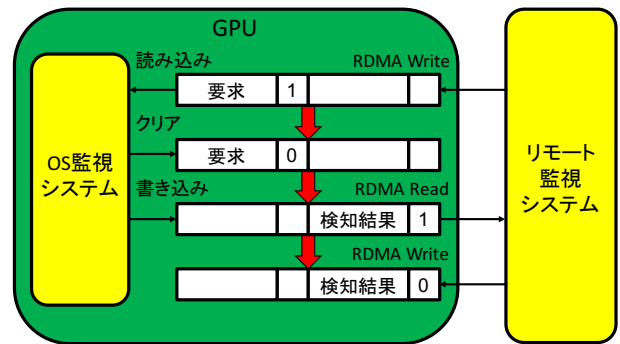 GPU
読み込み
RDMA Write
要求 1
クリア
要求 0
OS監視
システム
書き込み
RDMA Read
検知結果 1
RDMA Write
検知結果 0
リモート
監視
システム